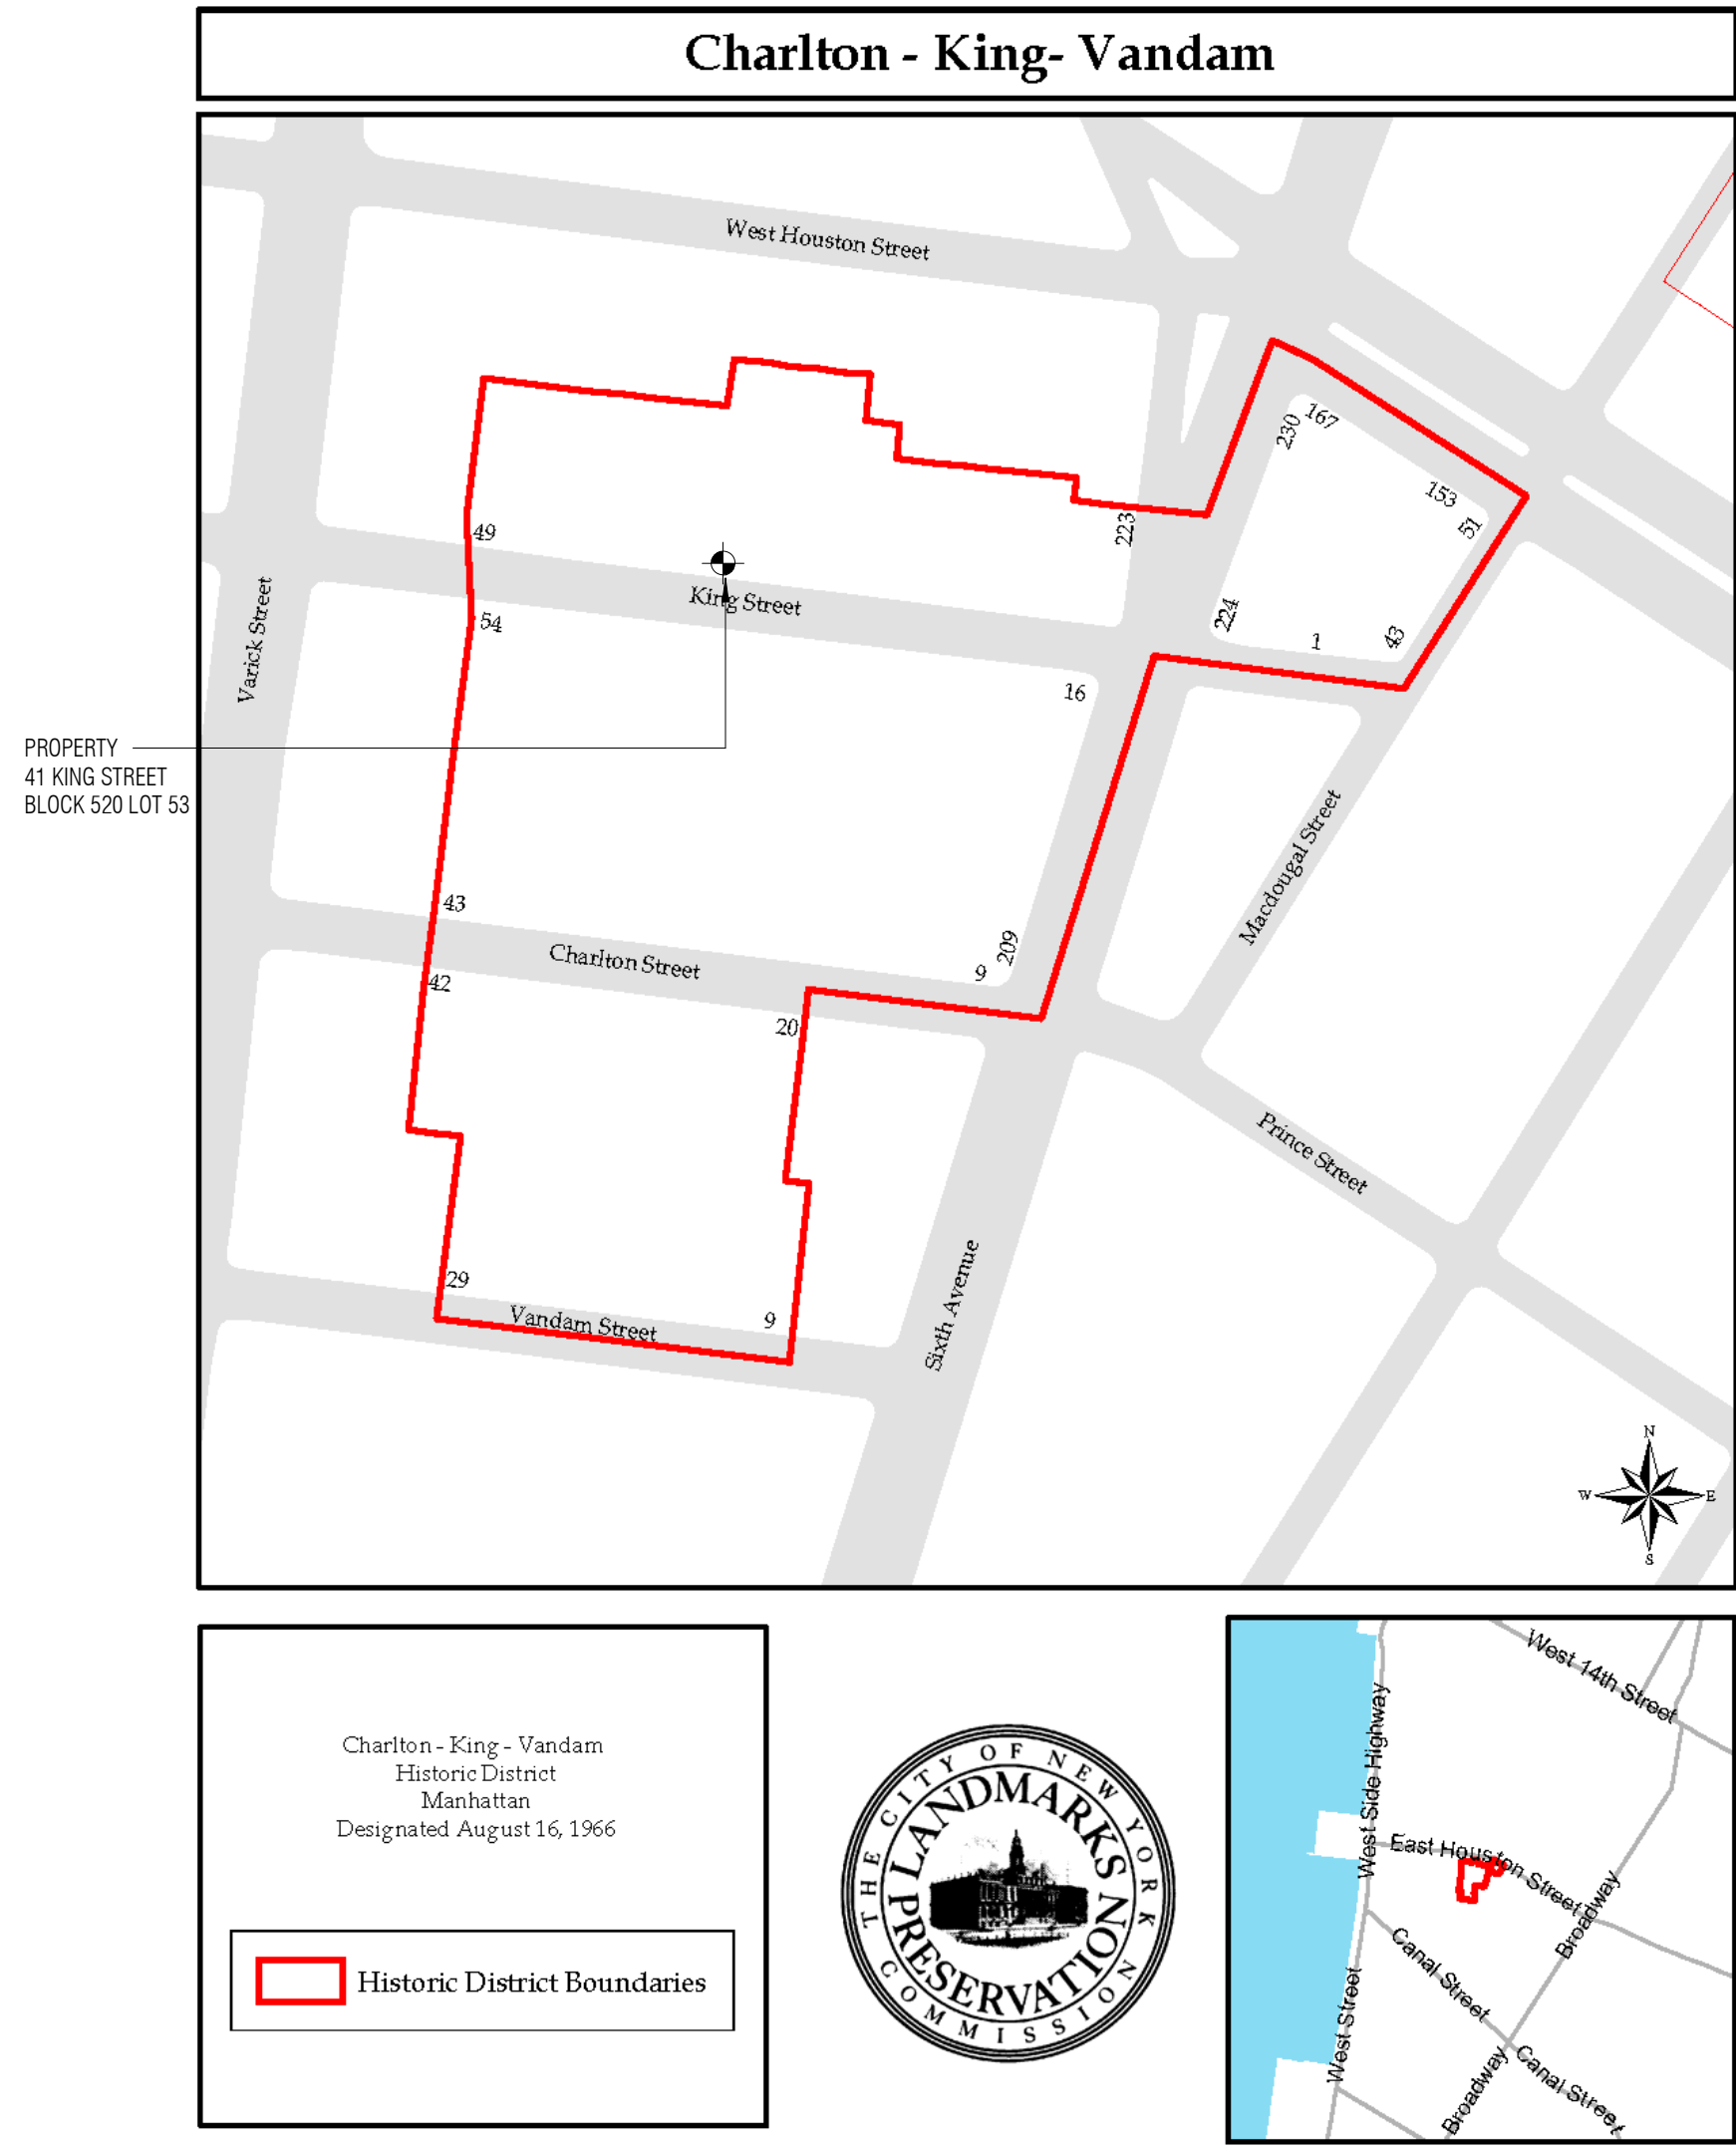 Charlton - King- Vandam
West Houston Street
230
167
153
51
49
223
King Street
54
224
1
43
16
Varick Street
PROPERTY
41 KING STREET
BLOCK 520 LOT 53
Macdougal Street
43
Charlton Street
9
209
42
20
Prince Street
29
Vandam Street
9
Sixth Avenue
N
W
E
S
Charlton - King - Vandam
Historic District
Manhattan
Designated August 16, 1966
Historic District Boundaries
THE CITY OF NEW YORK
LANDMARKS
PRESERVATION
COMMISSION
West 14th Street
West Side Highway
East Houston Street
Broadway
Canal Street
West Street
Broadway
Canal Street